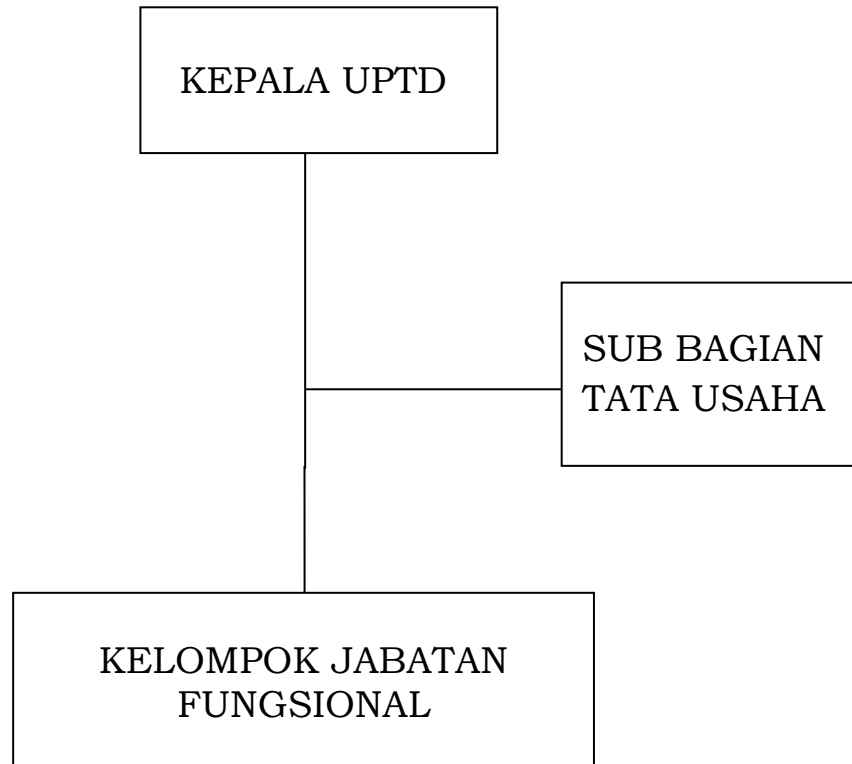 KEPALA UPTD
SUB BAGIAN
TATA USAHA
KELOMPOK JABATAN
FUNGSIONAL